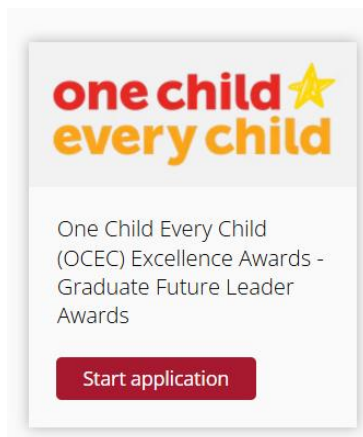 one child
every child
One Child Every Child
(OCEC) Excellence Awards -
Graduate Future Leader
Awards
Start application